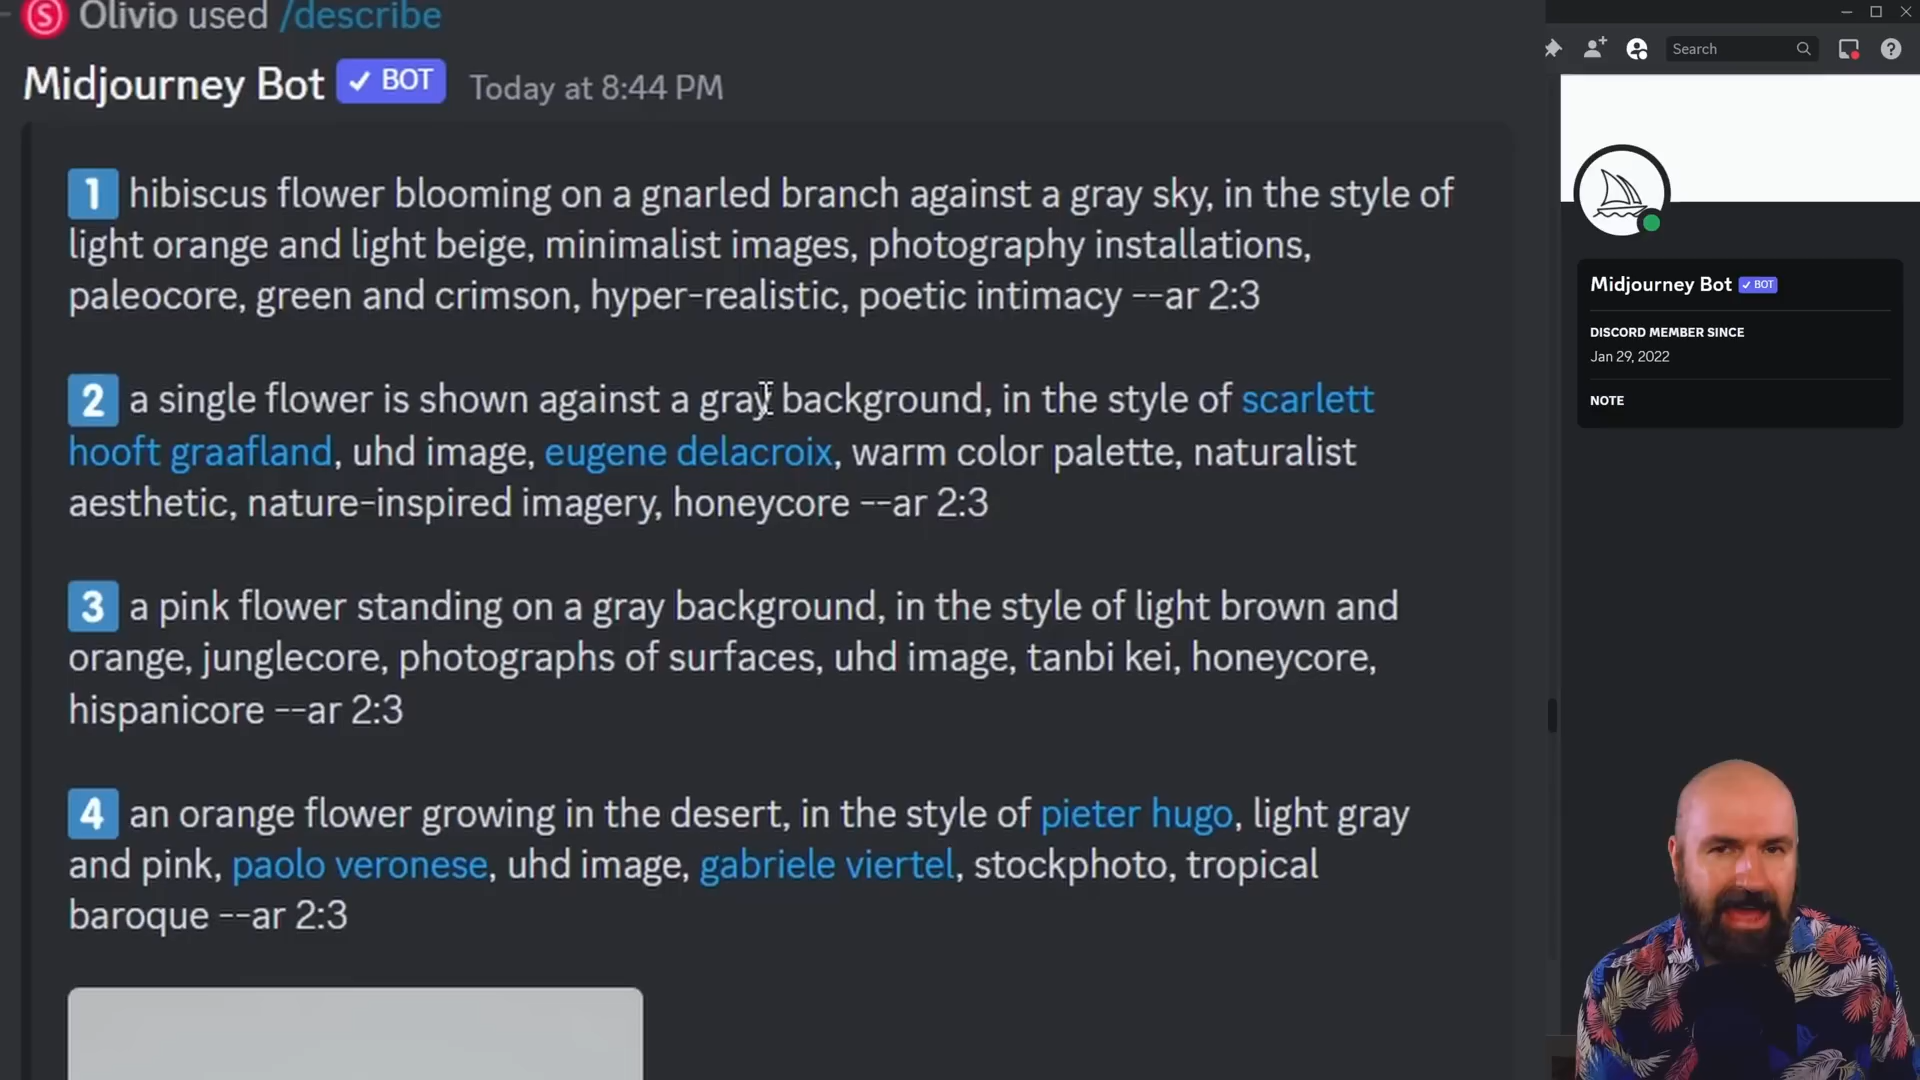 Olivio used /describe
Midjourney Bot ✓ BOT Today at 8:44 PM
1 hibiscus flower blooming on a gnarled branch against a gray sky, in the style of
light orange and light beige, minimalist images, photography installations,
paleocore, green and crimson, hyper-realistic, poetic intimacy --ar 2:3
2 a single flower is shown against a gray background, in the style of scarlett
hooft graafland, uhd image, eugene delacroix, warm color palette, naturalist
aesthetic, nature-inspired imagery, honeycore --ar 2:3
3 a pink flower standing on a gray background, in the style of light brown and
orange, junglecore, photographs of surfaces, uhd image, tanbi kei, honeycore,
hispanicore --ar 2:3
4 an orange flower growing in the desert, in the style of pieter hugo, light gray
and pink, paolo veronese, uhd image, gabriele viertel, stockphoto, tropical
baroque --ar 2:3
Search
Midjourney Bot ✓ BOT
DISCORD MEMBER SINCE
Jan 29, 2022
NOTE